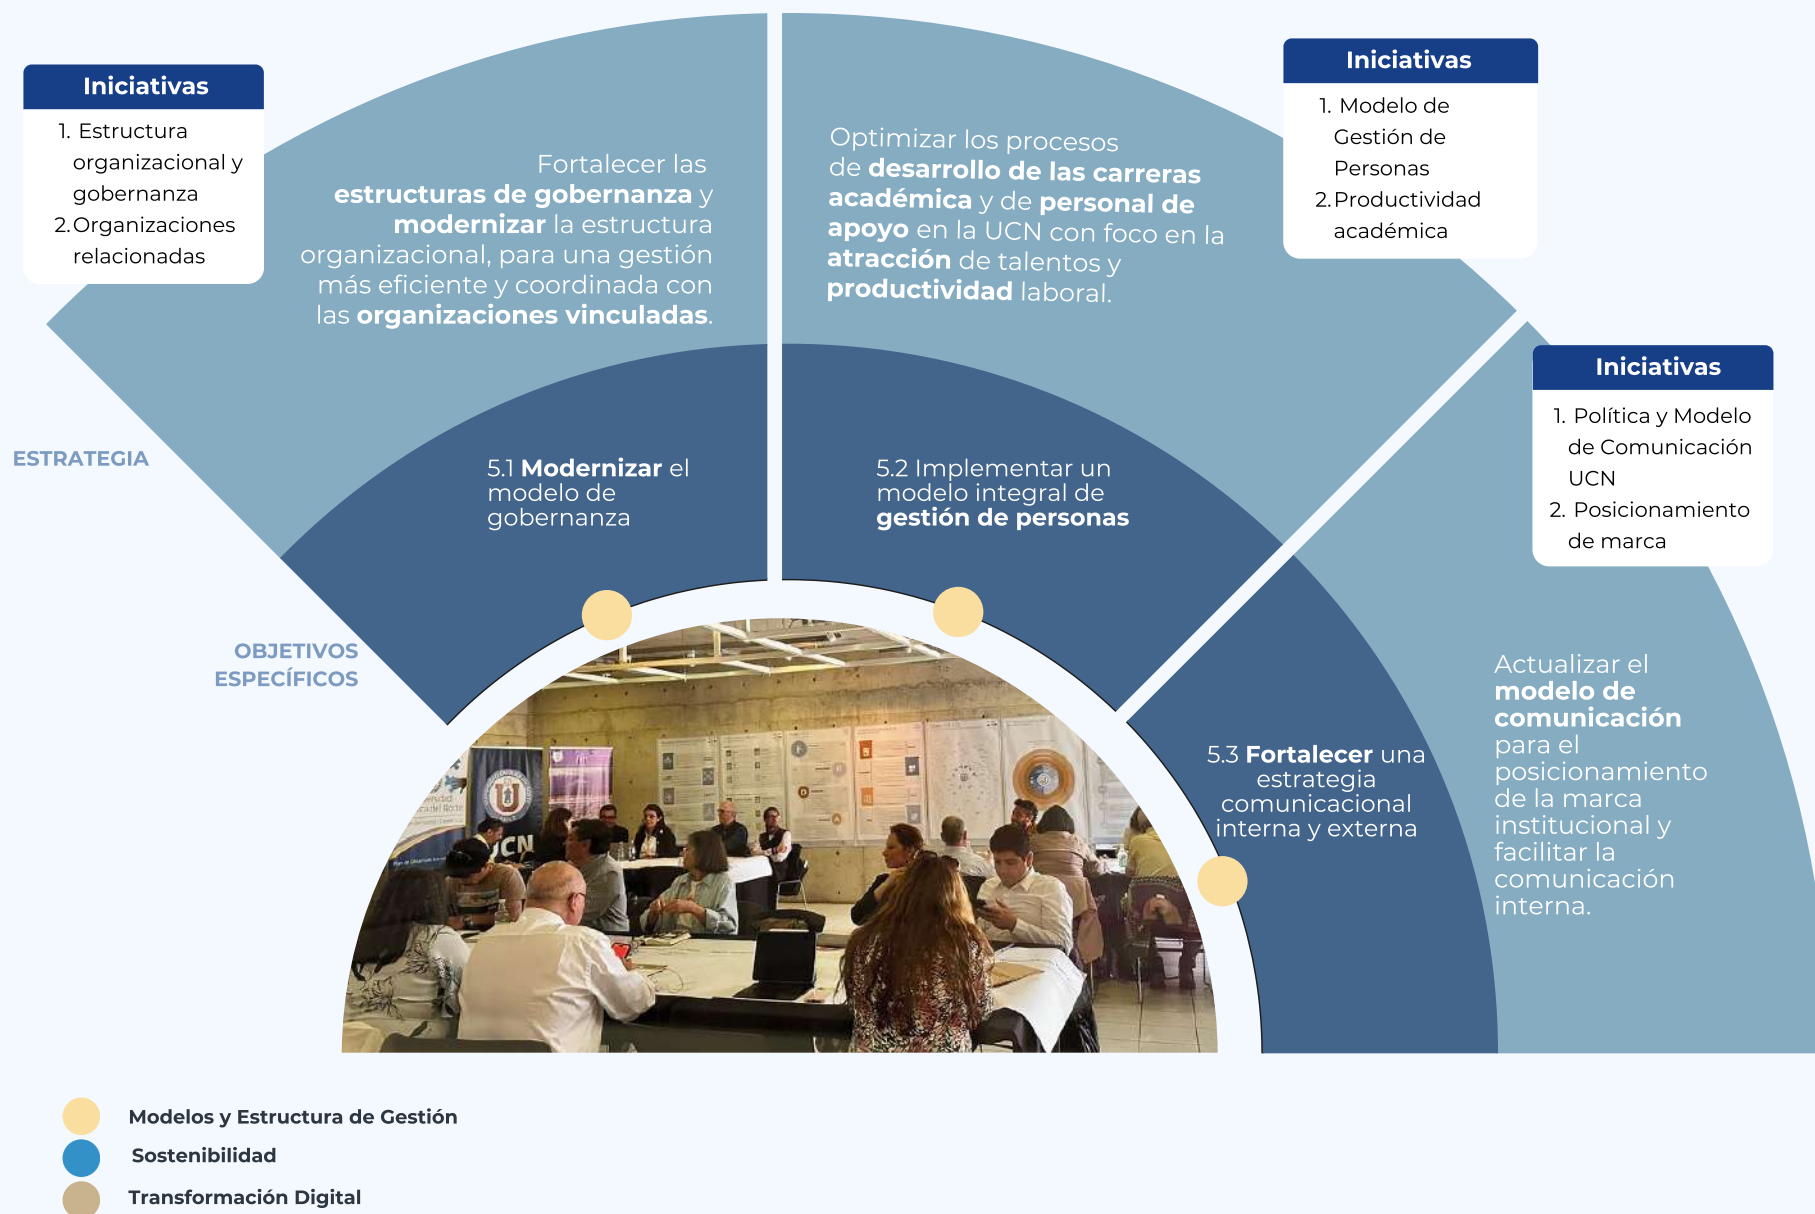 Iniciativas
1. Estructura
organizacional y
gobernanza
2. Organizaciones
relacionadas
Fortalecer las
estructuras de gobernanza y
modernizar la estructura
organizacional, para una gestión
más eficiente y coordinada con
las organizaciones vinculadas.
Optimizar los procesos
de desarrollo de las carreras
académica y de personal de
apoyo en la UCN con foco en la
atracción de talentos y
productividad laboral.
Iniciativas
1. Modelo de
Gestión de
Personas
2. Productividad
académica
Iniciativas
1. Política y Modelo
de Comunicación
UCN
2. Posicionamiento
de marca
ESTRATEGIA
5.1 Modernizar el
modelo de
gobernanza
5.2 Implementar un
modelo integral de
gestión de personas
OBJETIVOS
ESPECÍFICOS
5.3 Fortalecer una
estrategia
comunicacional
interna y externa
Actualizar el
modelo de
comunicación
para el
posicionamiento
de la marca
institucional y
facilitar la
comunicación
interna.
UCN
Modelos y Estructura de Gestión
Sostenibilidad
Transformación Digital